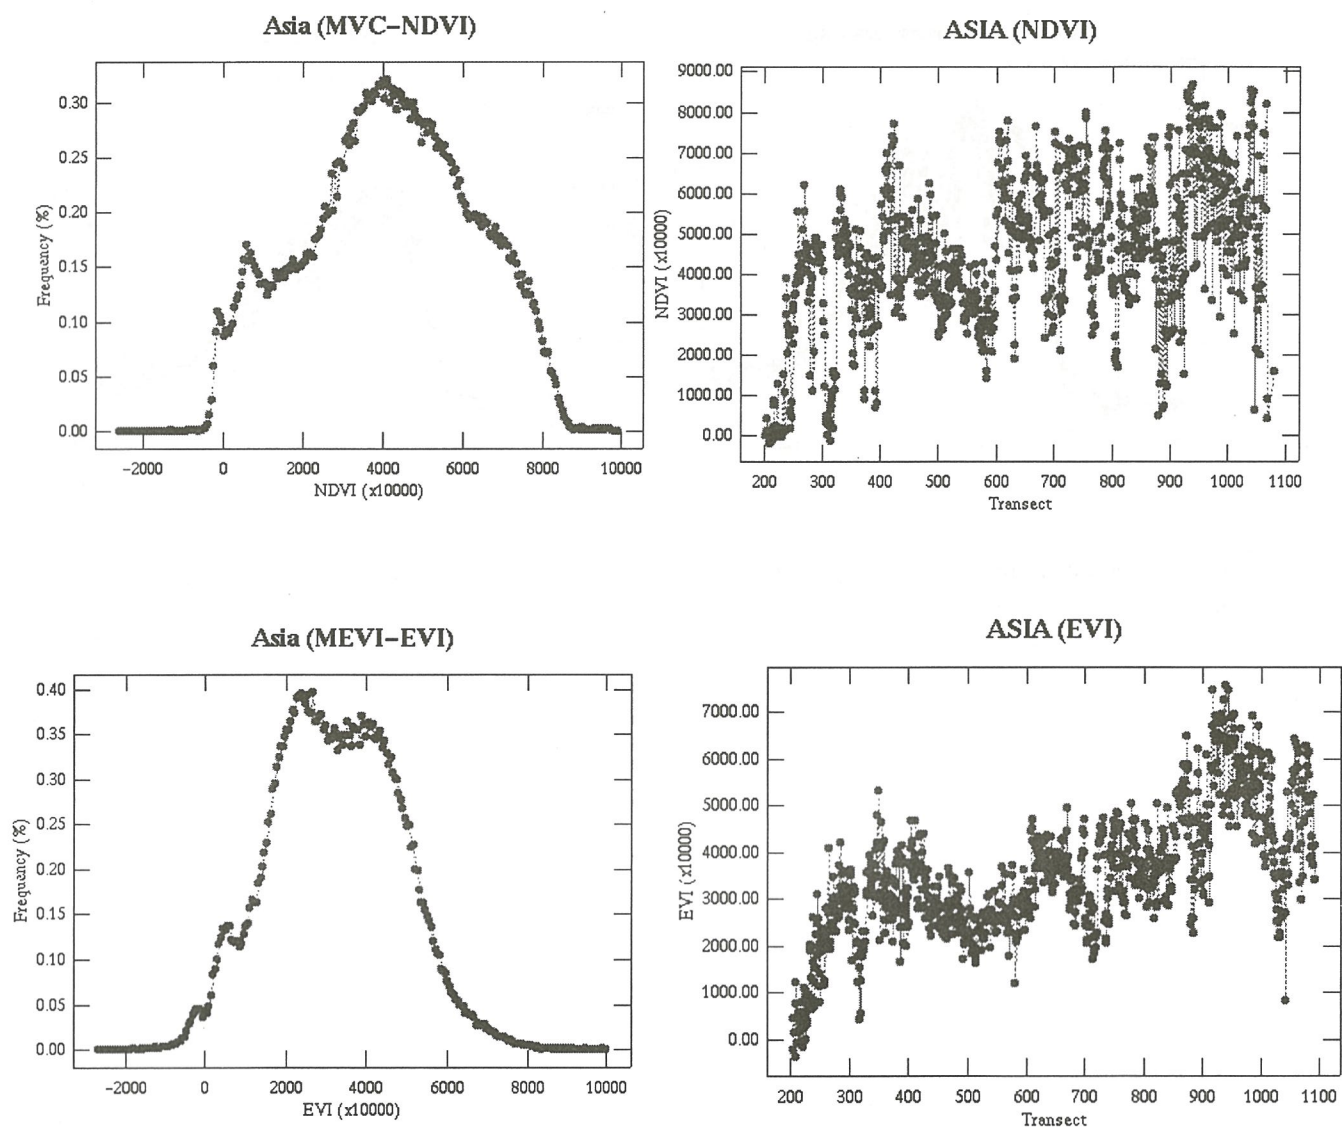 Asia (MVC–NDVI)
0.30
0.25
0.20
0.15
0.10
0.05
0.00
Frequency (%)
−2000 0 2000 4000 6000 8000 10000
NDVI (x10000)
ASIA (NDVI)
9000.00
8000.00
7000.00
6000.00
5000.00
4000.00
3000.00
2000.00
1000.00
0.00
NDVI (x10000)
200 300 400 500 600 700 800 900 1000 1100
Transect
Asia (MEVI–EVI)
0.40
0.35
0.30
0.25
0.20
0.15
0.10
0.05
0.00
Frequency (%)
−2000 0 2000 4000 6000 8000 10000
EVI (x10000)
ASIA (EVI)
7000.00
6000.00
5000.00
4000.00
3000.00
2000.00
1000.00
0.00
EVI (x10000)
200 300 400 500 600 700 800 900 1000 1100
Transect